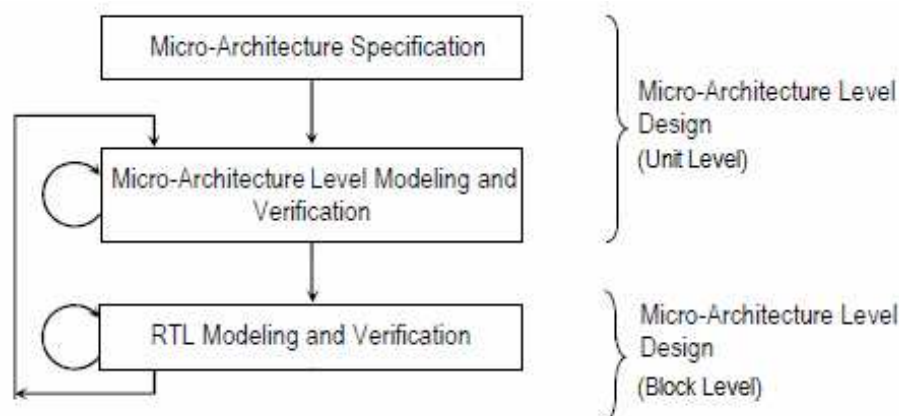 Micro-Architecture Specification
Micro-Architecture Level
Design
(Unit Level)
Micro-Architecture Level Modeling and
Verification
RTL Modeling and Verification
Micro-Architecture Level
Design
(Block Level)